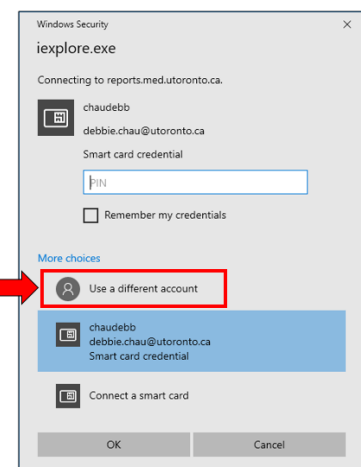 Windows Security
iexplore.exe
Connecting to reports.med.utoronto.ca.
chaudebb
debbie.chau@utoronto.ca
Smart card credential
PIN
Remember my credentials
More choices
Use a different account
chaudebb
debbie.chau@utoronto.ca
Smart card credential
Connect a smart card
OK
Cancel